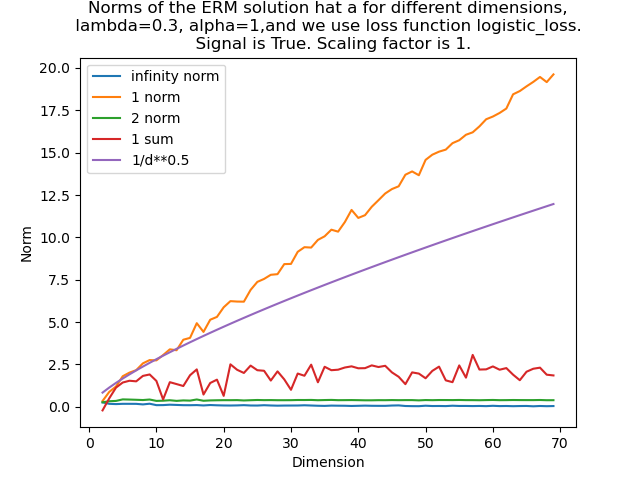 Norms of the ERM solution hat a for different dimensions,
lambda=0.3, alpha=1,and we use loss function logistic_loss.
Signal is True. Scaling factor is 1.
infinity norm
1 norm
2 norm
1 sum
1/d**0.5
20.0
17.5
15.0
12.5
10.0
7.5
5.0
2.5
0.0
Norm
0 10 20 30 40 50 60 70
Dimension